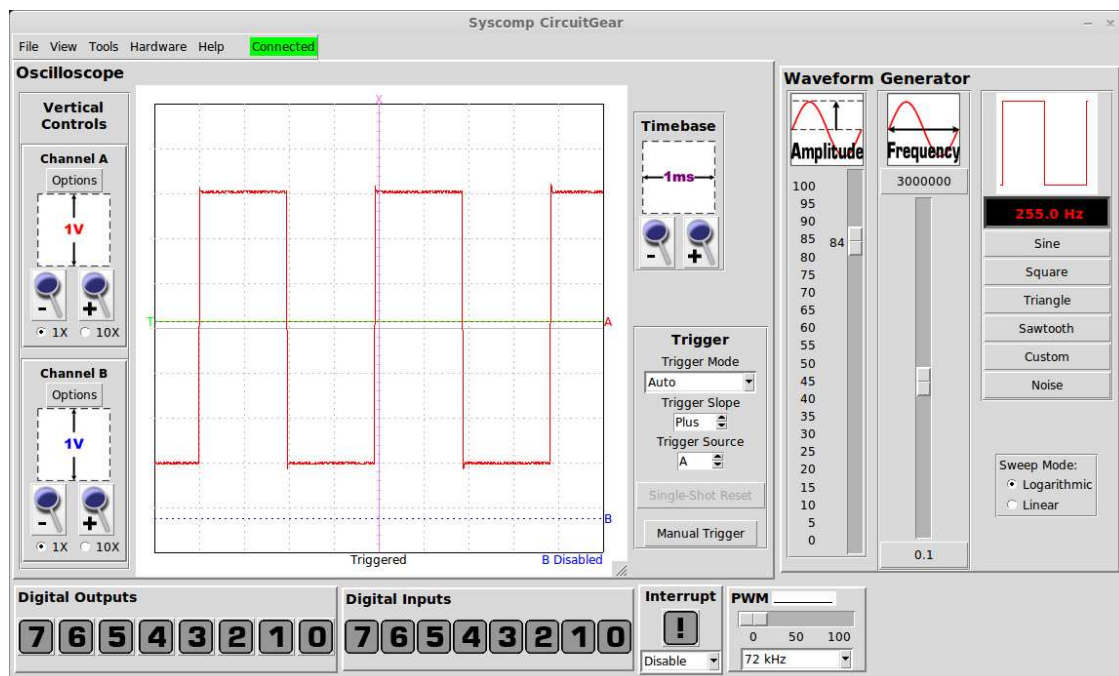 Syscomp CircuitGear
File View Tools Hardware Help Connected
Oscilloscope
Vertical
Controls
Channel A
Options
1V
-
+
1X 10X
Channel B
Options
1V
-
+
1X 10X
X
T
A
B
Triggered
B Disabled
Timebase
1ms
-
+
Trigger
Trigger Mode
Auto
Trigger Slope
Plus
Trigger Source
A
Single-Shot Reset
Manual Trigger
Waveform Generator
Amplitude
100
95
90
85
84
80
75
70
65
60
55
50
45
40
35
30
25
20
15
10
5
0
Frequency
3000000
0.1
255.0 Hz
Sine
Square
Triangle
Sawtooth
Custom
Noise
Sweep Mode:
Logarithmic
Linear
Digital Outputs
7 6 5 4 3 2 1 0
Digital Inputs
7 6 5 4 3 2 1 0
Interrupt
!
Disable
PWM
0 50 100
72 kHz